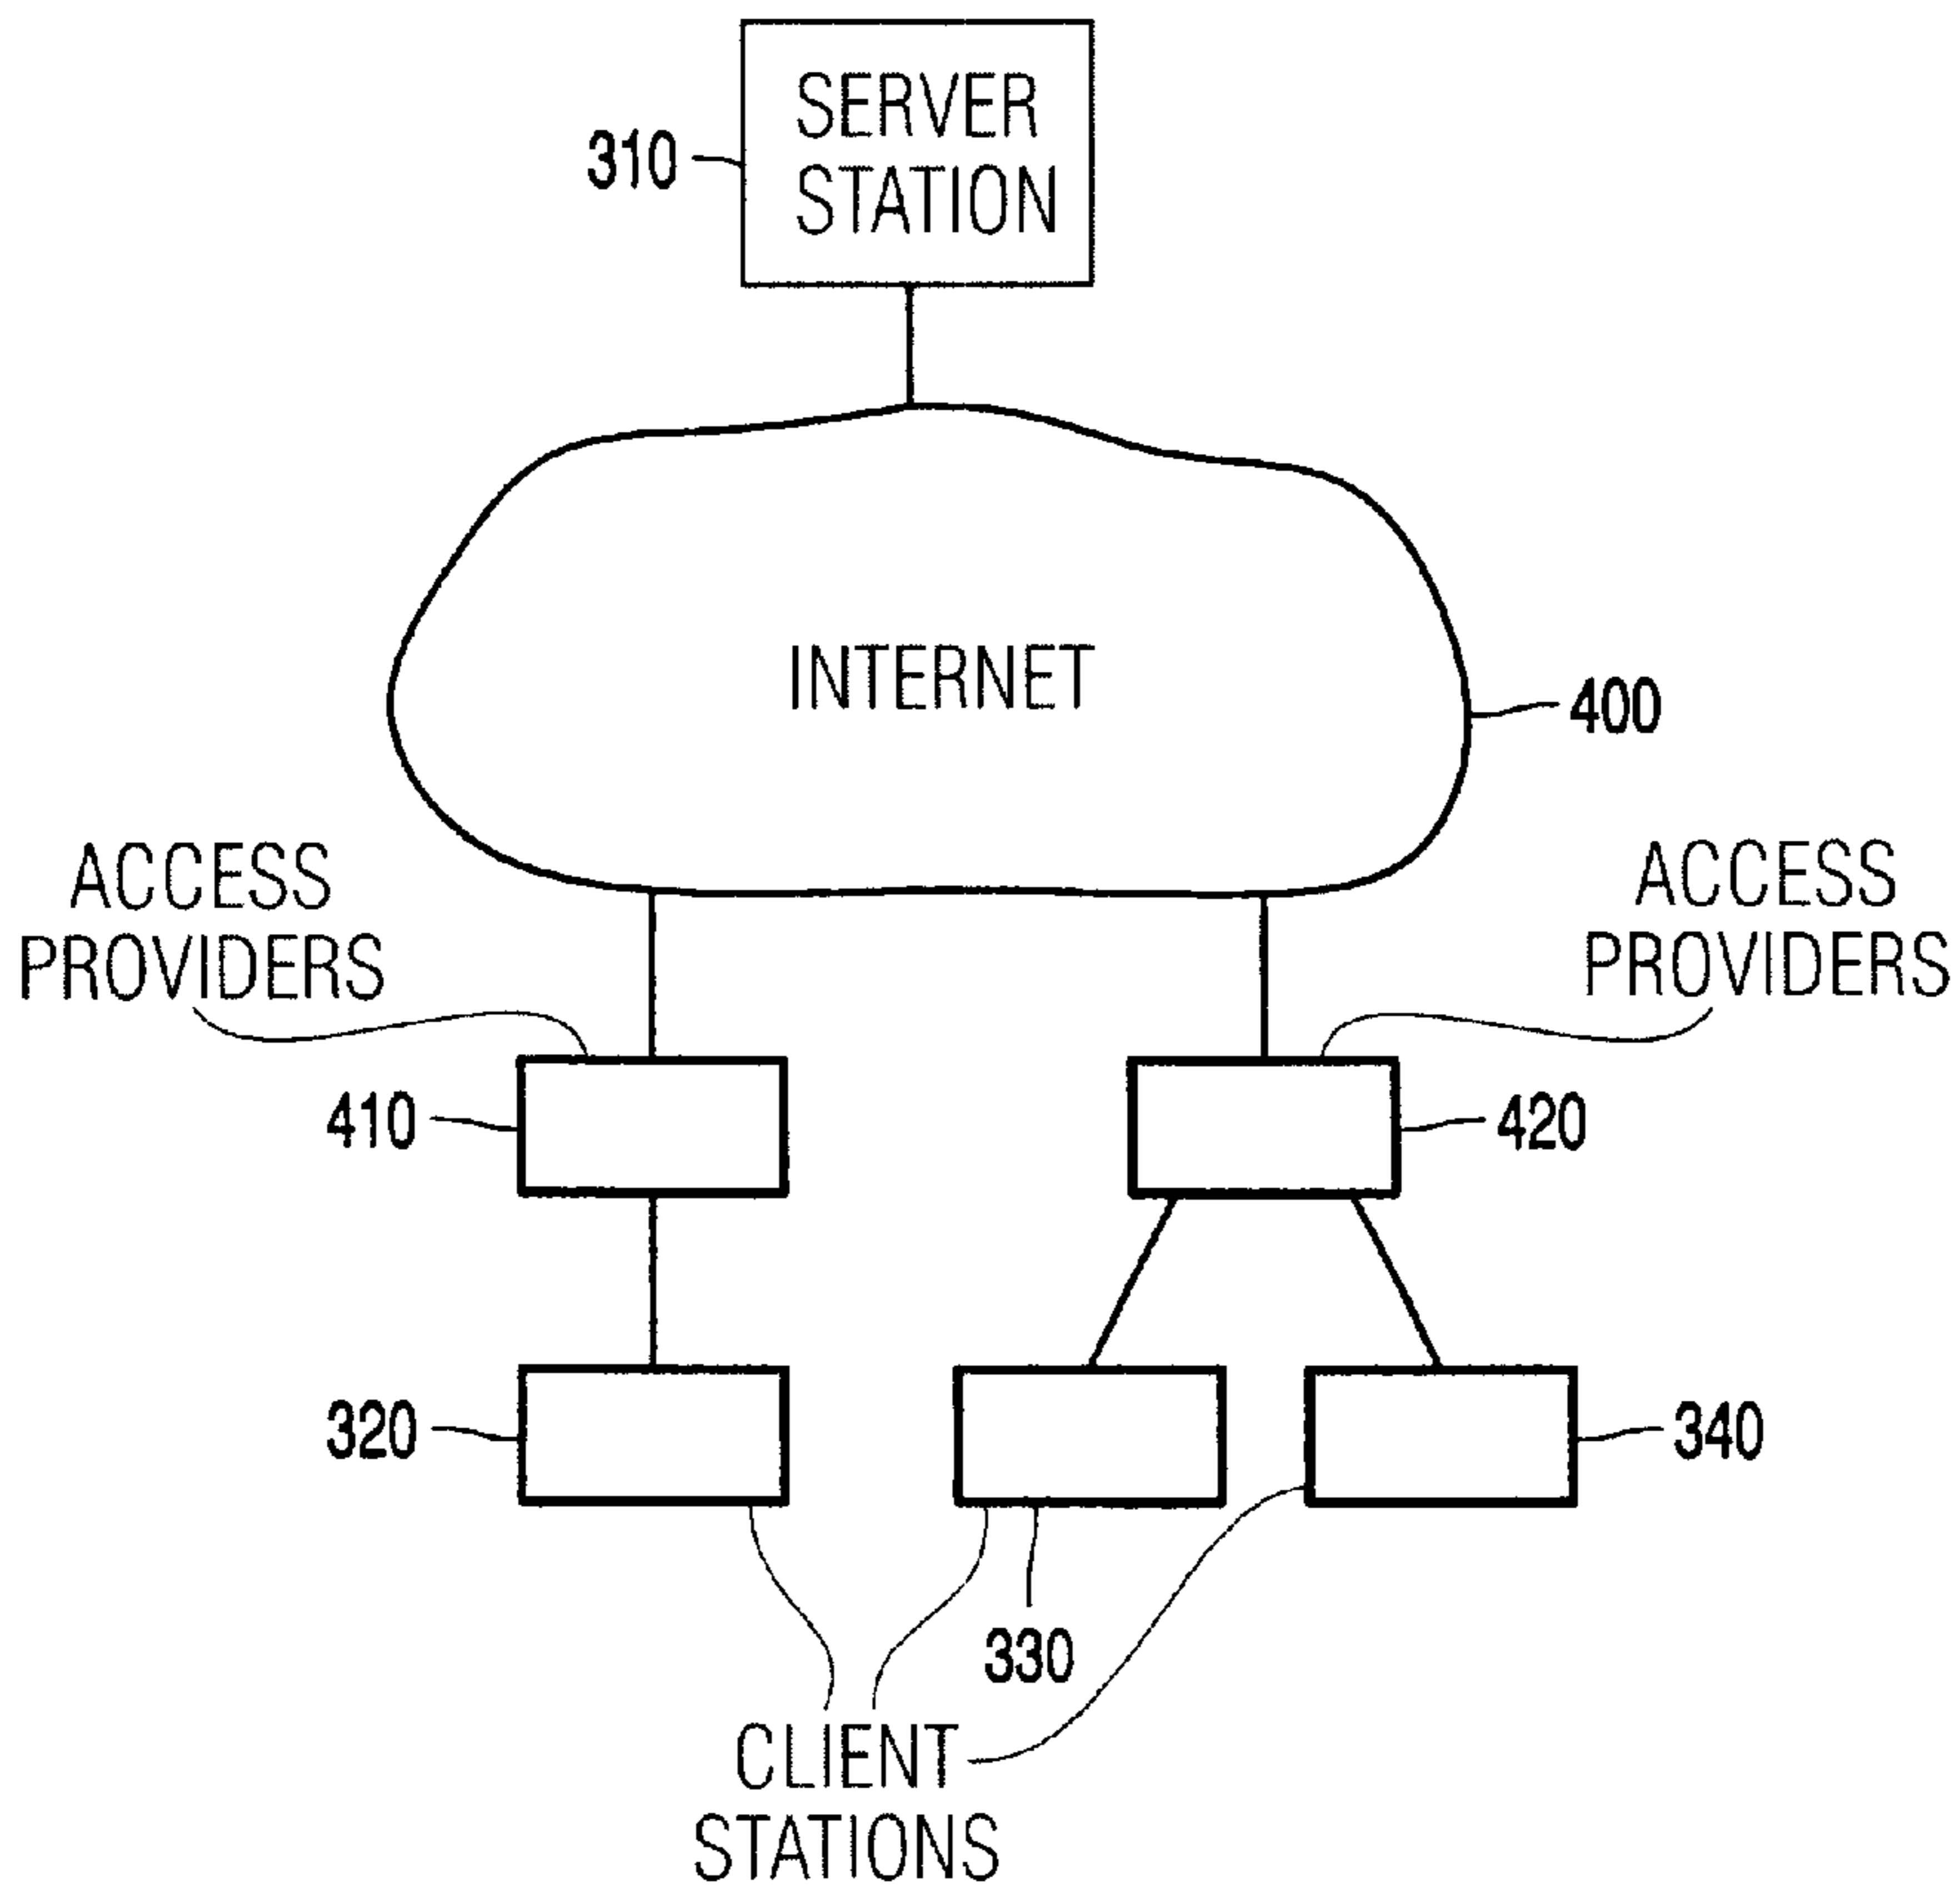 SERVER
STATION
310
INTERNET
400
ACCESS
PROVIDERS
ACCESS
PROVIDERS
410
420
320
340
330
CLIENT
STATIONS